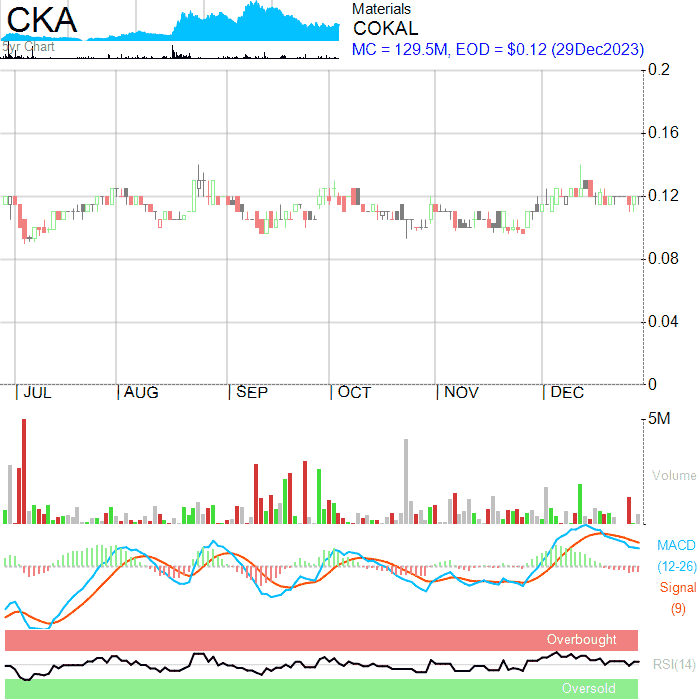 CKA
5yr Chart
Materials
COKAL
MC = 129.5M, EOD = $0.12 (29Dec2023)
0.2
0.16
0.12
0.08
0.04
0
JUL AUG SEP OCT NOV DEC
5M
Volume
MACD
(12-26)
Signal
(9)
Overbought
RSI(14)
Oversold